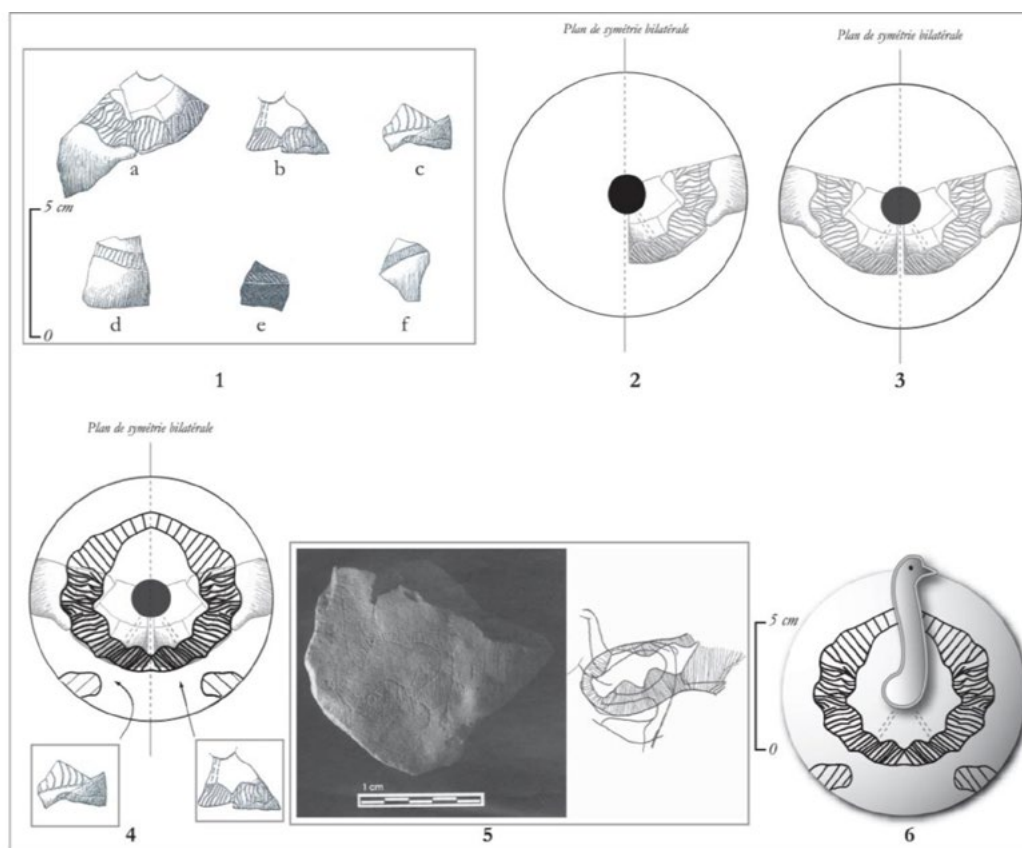 Plan de symétrie bilatérale
Plan de symétrie bilatérale
a
b
c
5 cm
d
e
f
0
1
2
3
Plan de symétrie bilatérale
5 cm
1 cm
0
4
5
6